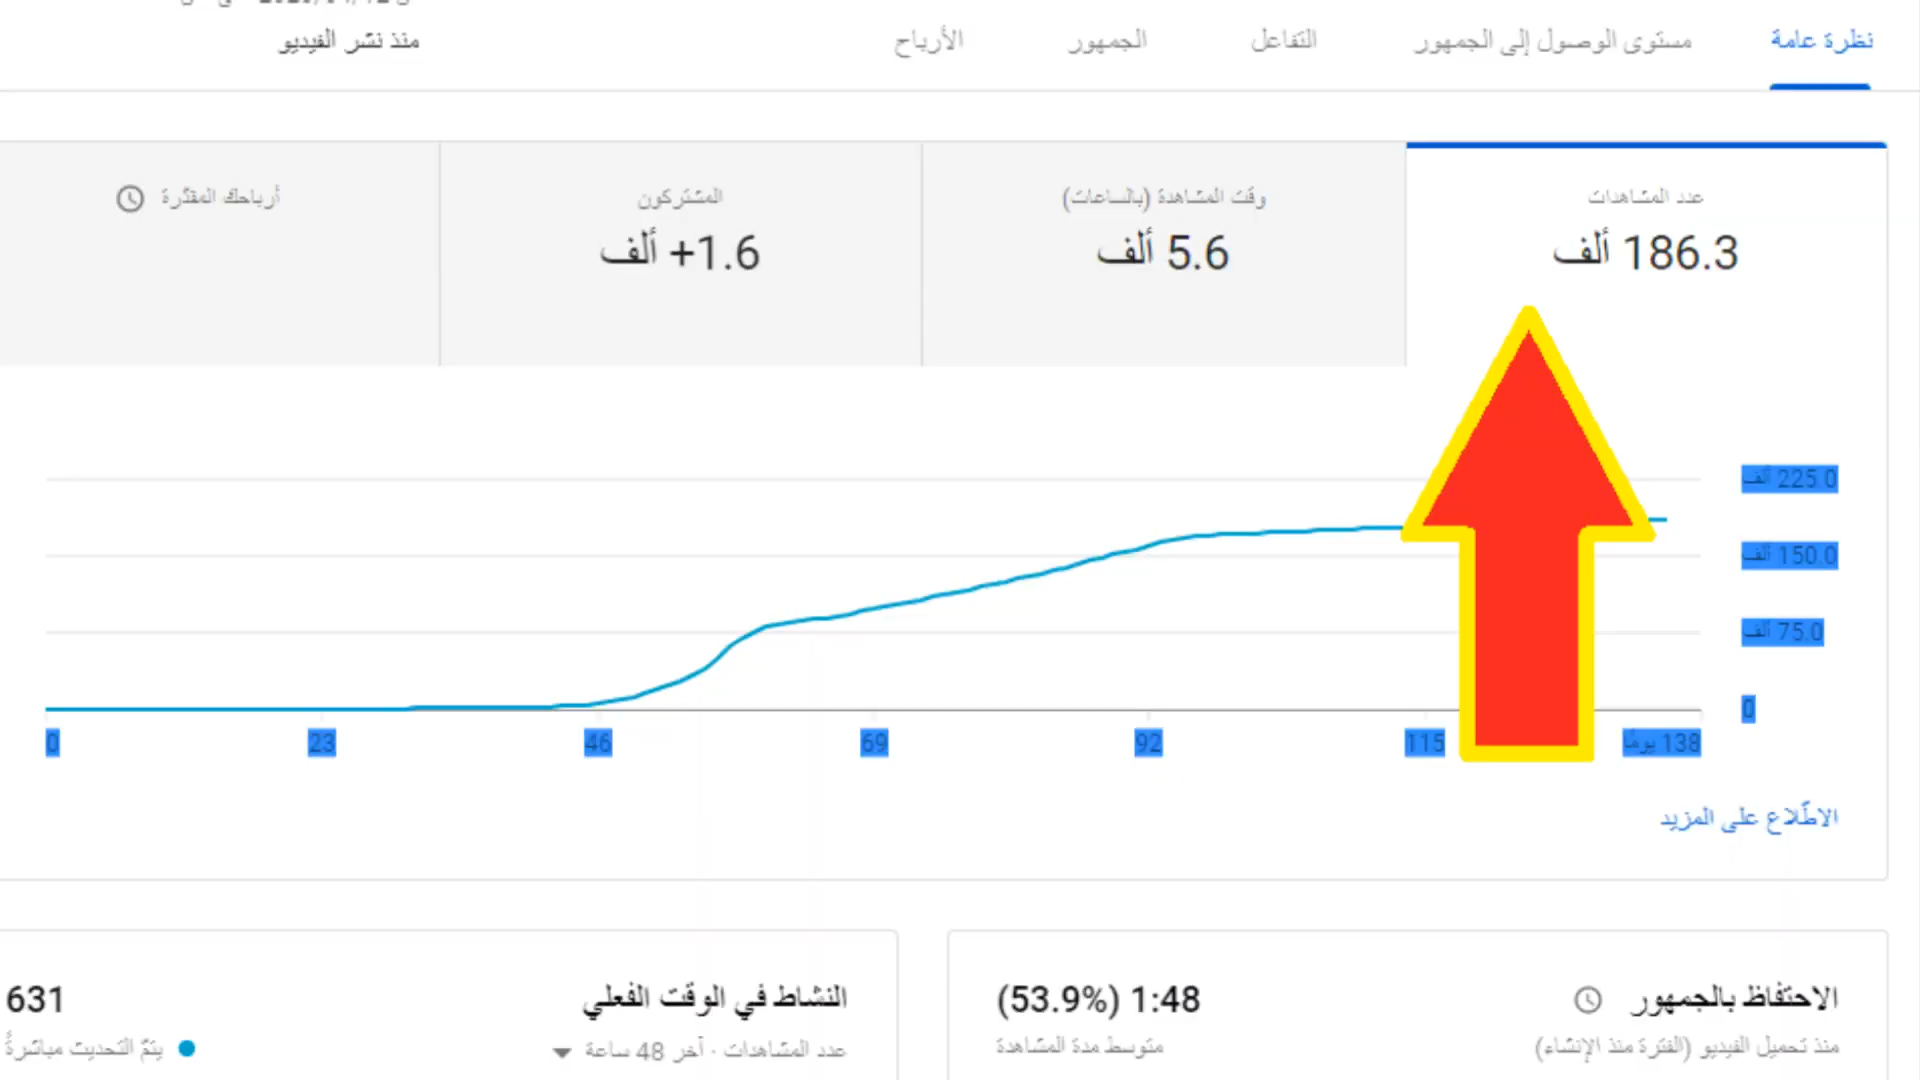 نظرة عامة
مستوى الوصول إلى الجمهور
التفاعل
الجمهور
الأرباح
منذ نشر الفيديو
عدد المشاهدات
186.3 ألف
وقت المشاهدة (بالساعات)
5.6 ألف
المشتركون
+1.6 ألف
أرباحك المقدَّرة
225.0 ألف
150.0 ألف
75.0 ألف
0
0
23
46
69
92
115
138 يومًا
الاطّلاع على المزيد
الاحتفاظ بالجمهور
1:48 (53.9%)
منذ تحميل الفيديو (الفترة منذ الإنشاء)
متوسط مدة المشاهدة
النشاط في الوقت الفعلي
631
عدد المشاهدات · آخر 48 ساعة
يتمّ التحديث مباشرةً